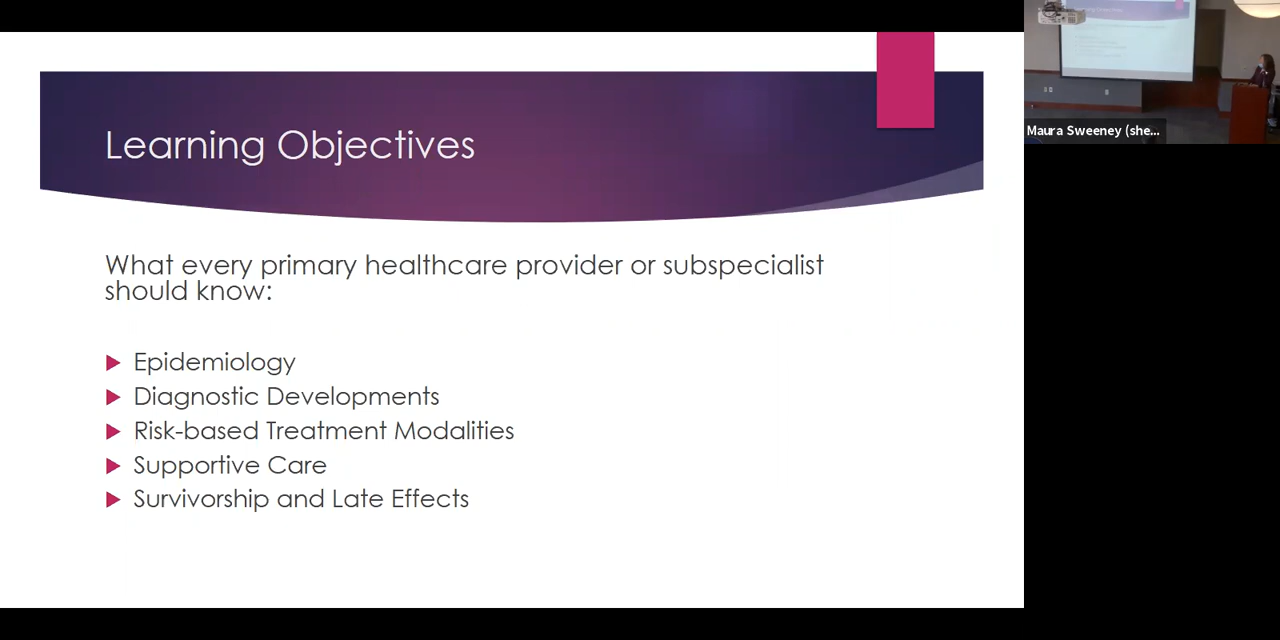 Learning Objectives
What every primary healthcare provider or subspecialist
should know:
Epidemiology
Diagnostic Developments
Risk-based Treatment Modalities
Supportive Care
Survivorship and Late Effects
Maura Sweeney (she...